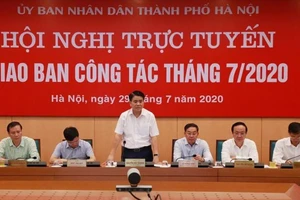 ỦY BAN NHÂN DÂN THÀNH PHỐ HÀ NỘI
HỘI NGHỊ TRỰC TUYẾN
GIAO BAN CÔNG TÁC THÁNG 7/2020
Hà Nội, ngày 29 tháng 7 năm 2020